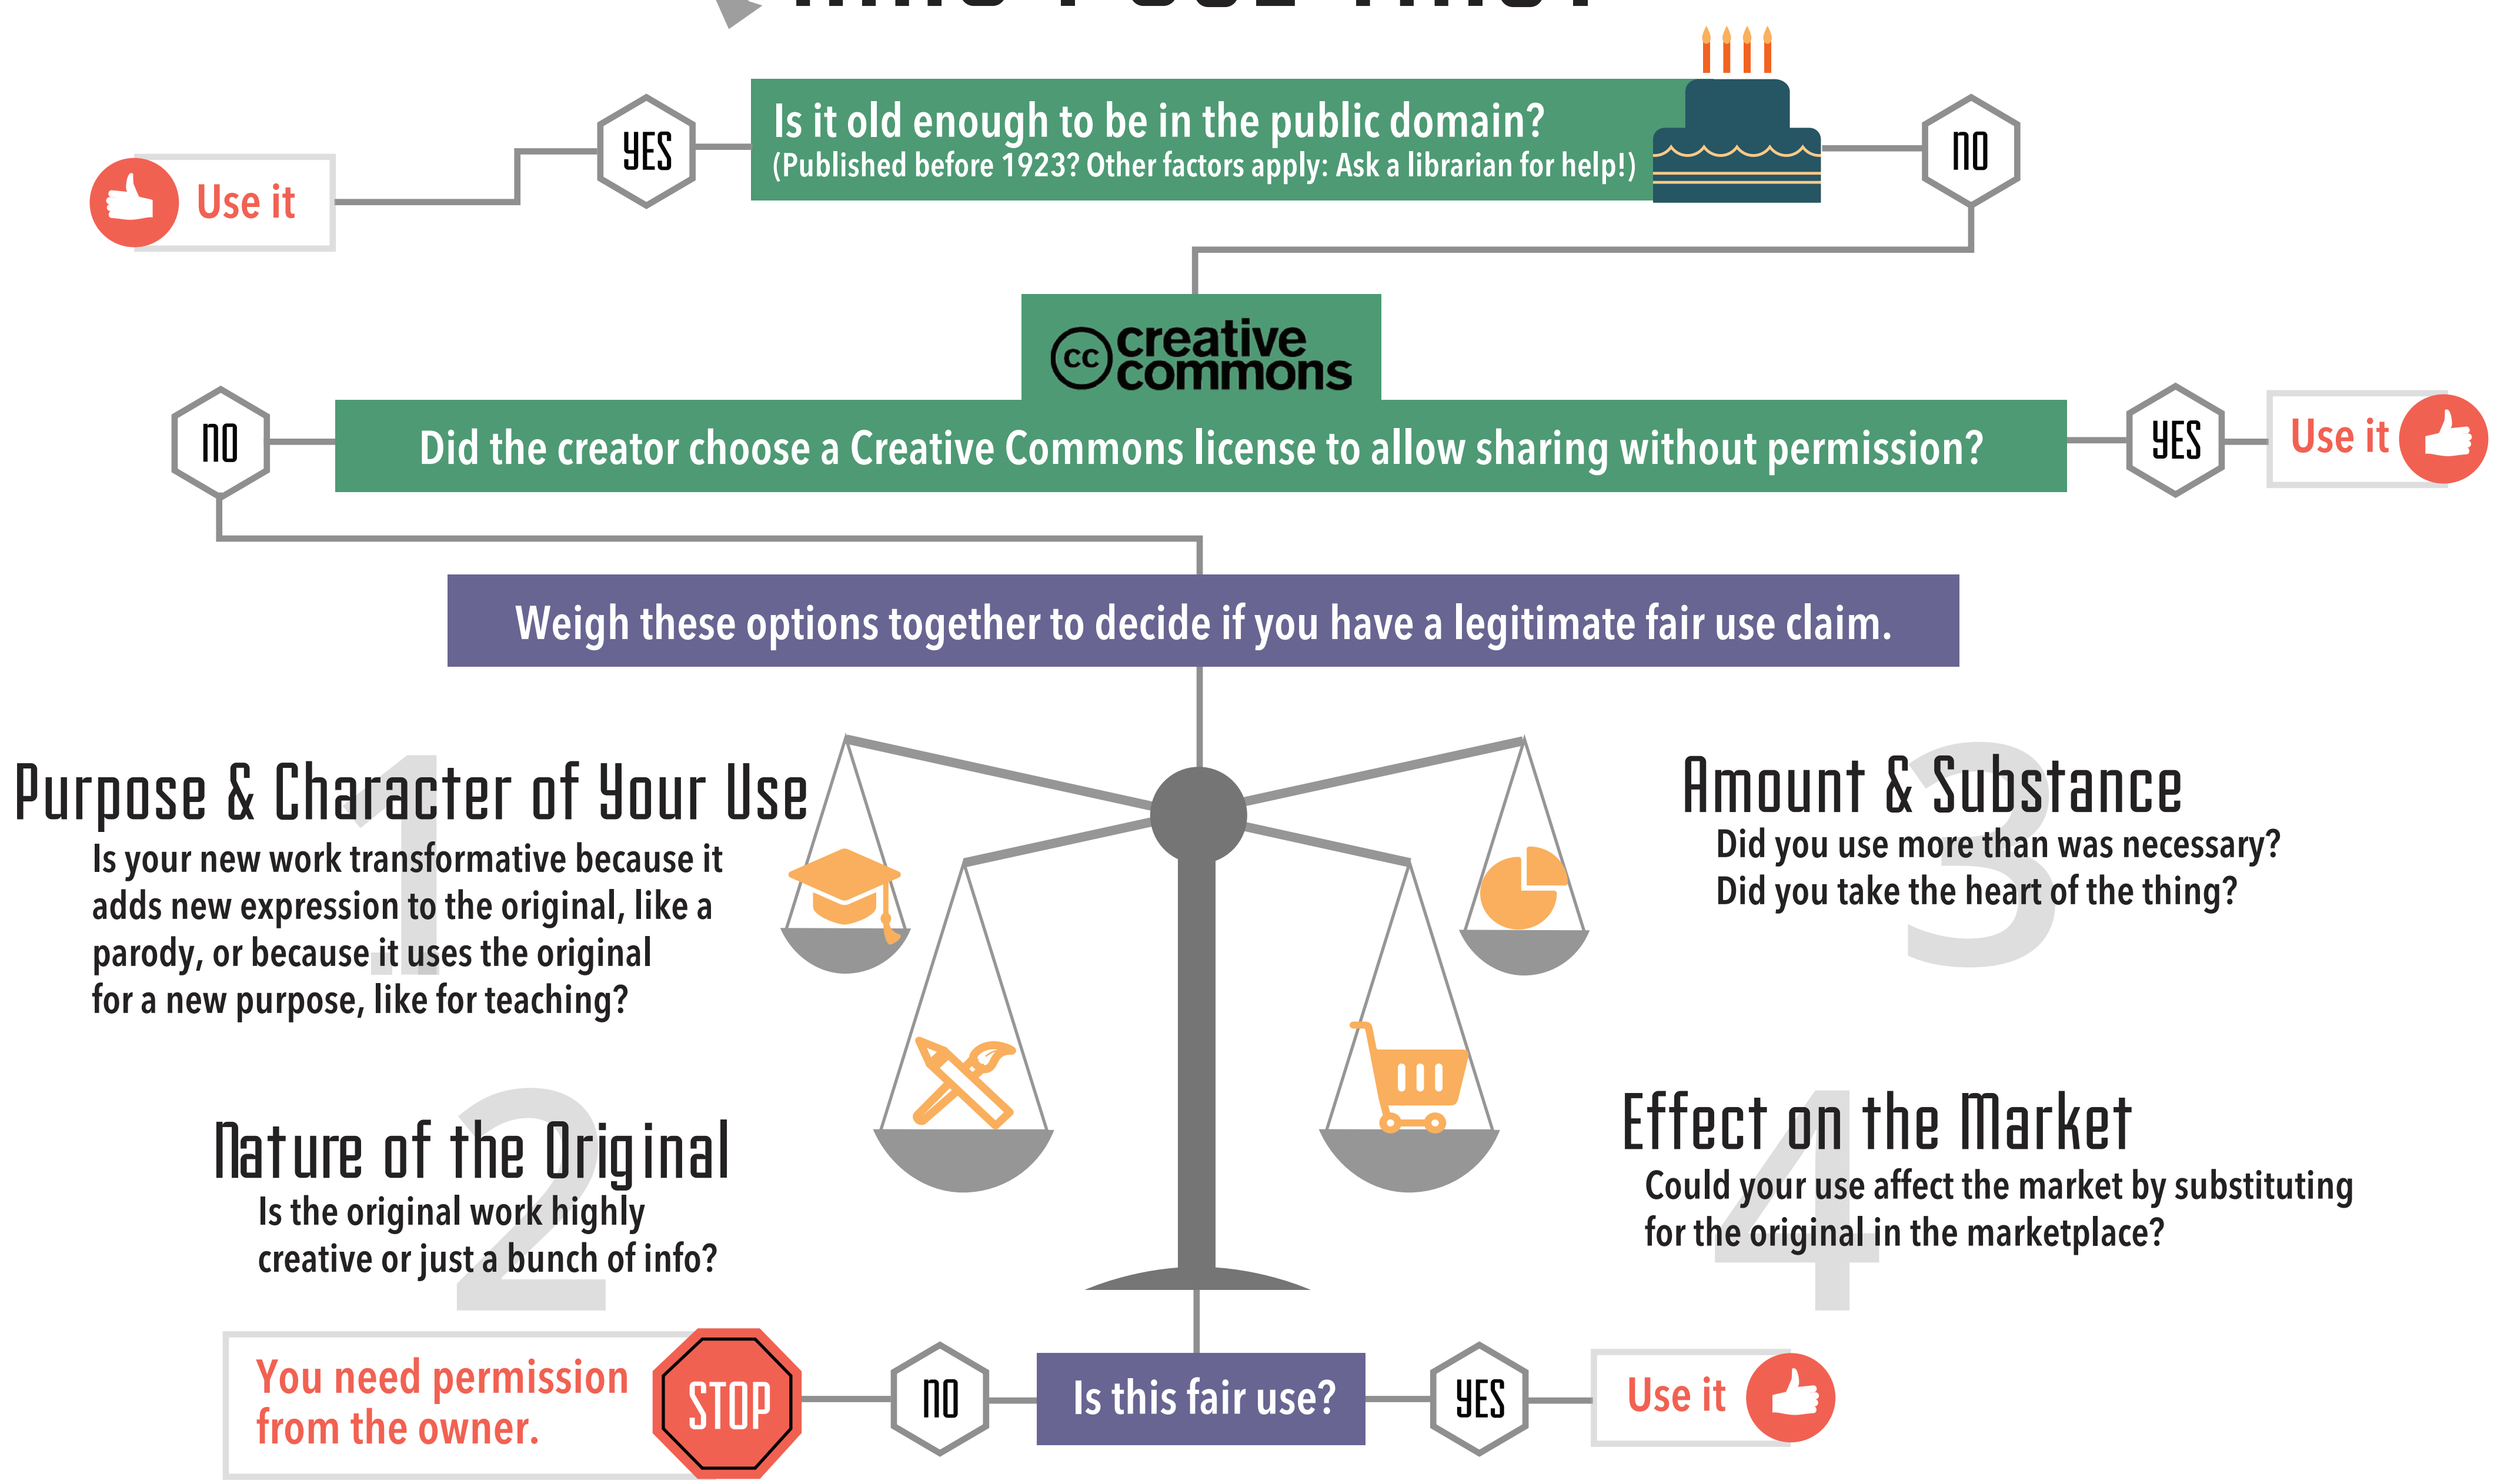 YES
Is it old enough to be in the public domain?
(Published before 1923? Other factors apply: Ask a librarian for help!)
NO
Use it
cc creative
commons
NO
Did the creator choose a Creative Commons license to allow sharing without permission?
YES
Use it
Weigh these options together to decide if you have a legitimate fair use claim.
1
Purpose & Character of Your Use
Is your new work transformative because it
adds new expression to the original, like a
parody, or because it uses the original
for a new purpose, like for teaching?
2
Nature of the Original
Is the original work highly
creative or just a bunch of info?
3
Amount & Substance
Did you use more than was necessary?
Did you take the heart of the thing?
4
Effect on the Market
Could your use affect the market by substituting
for the original in the marketplace?
You need permission
from the owner.
STOP
NO
Is this fair use?
YES
Use it